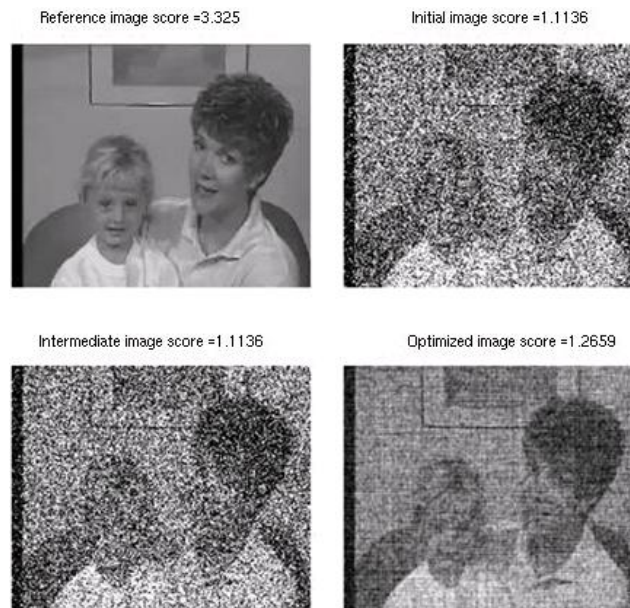 Reference image score =3.325
Initial image score =1.1136
Intermediate image score =1.1136
Optimized image score =1.2659